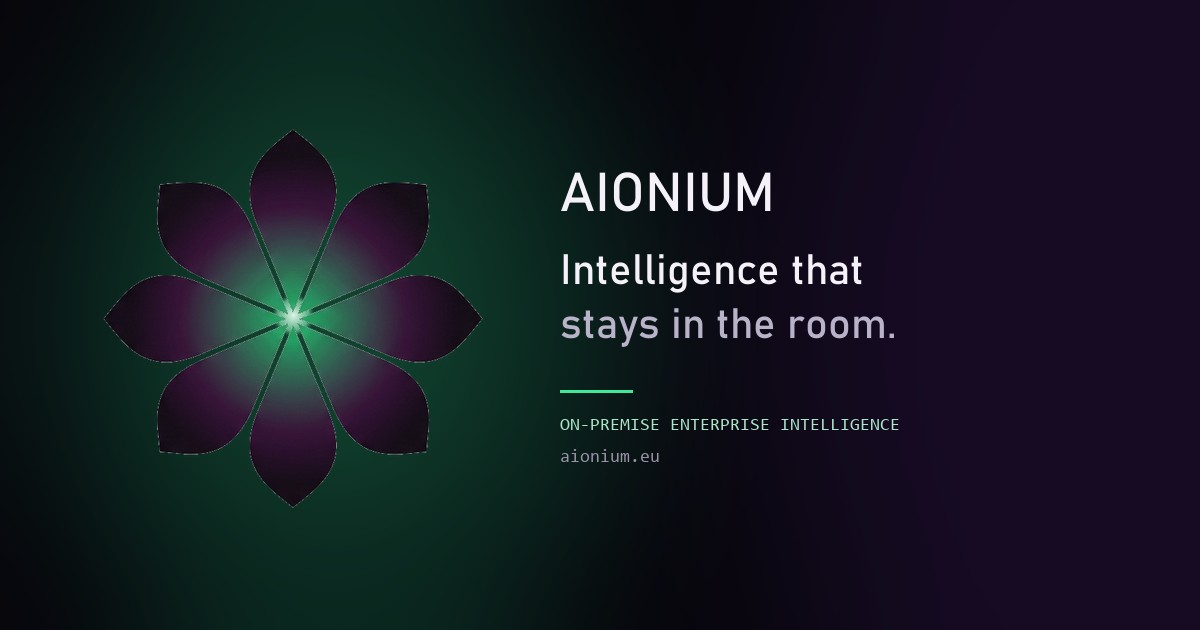 AIONIUM
Intelligence that
stays in the room.
ON-PREMISE ENTERPRISE INTELLIGENCE
aionium.eu